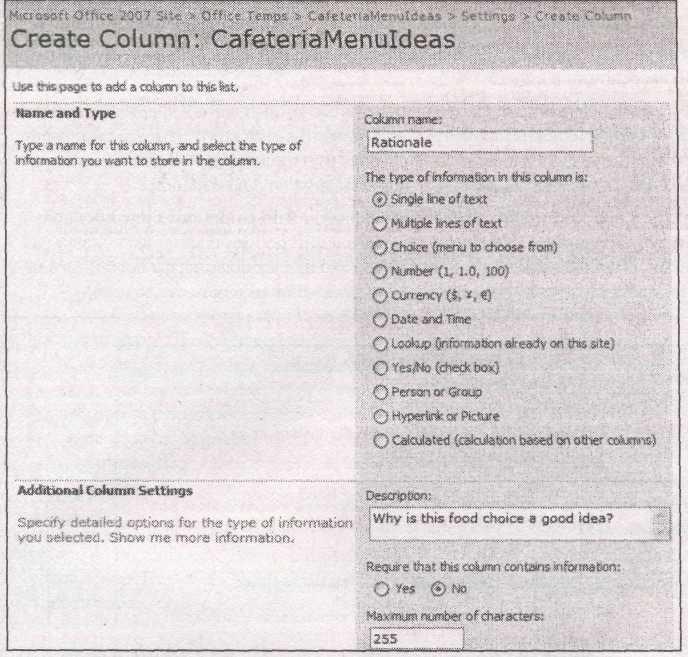 Microsoft Office 2007 Site > Office Temps > CafeteriaMenuIdeas > Settings > Create Column
Create Column: CafeteriaMenuIdeas
Use this page to add a column to this list.
Name and Type
Type a name for this column, and select the type of
information you want to store in the column.
Column name:
Rationale
The type of information in this column is:
Single line of text
Multiple lines of text
Choice (menu to choose from)
Number (1, 1.0, 100)
Currency ($, ¥, €)
Date and Time
Lookup (information already on this site)
Yes/No (check box)
Person or Group
Hyperlink or Picture
Calculated (calculation based on other columns)
Additional Column Settings
Specify detailed options for the type of information
you selected. Show me more information.
Description:
Why is this food choice a good idea?
Require that this column contains information:
Yes No
Maximum number of characters:
255